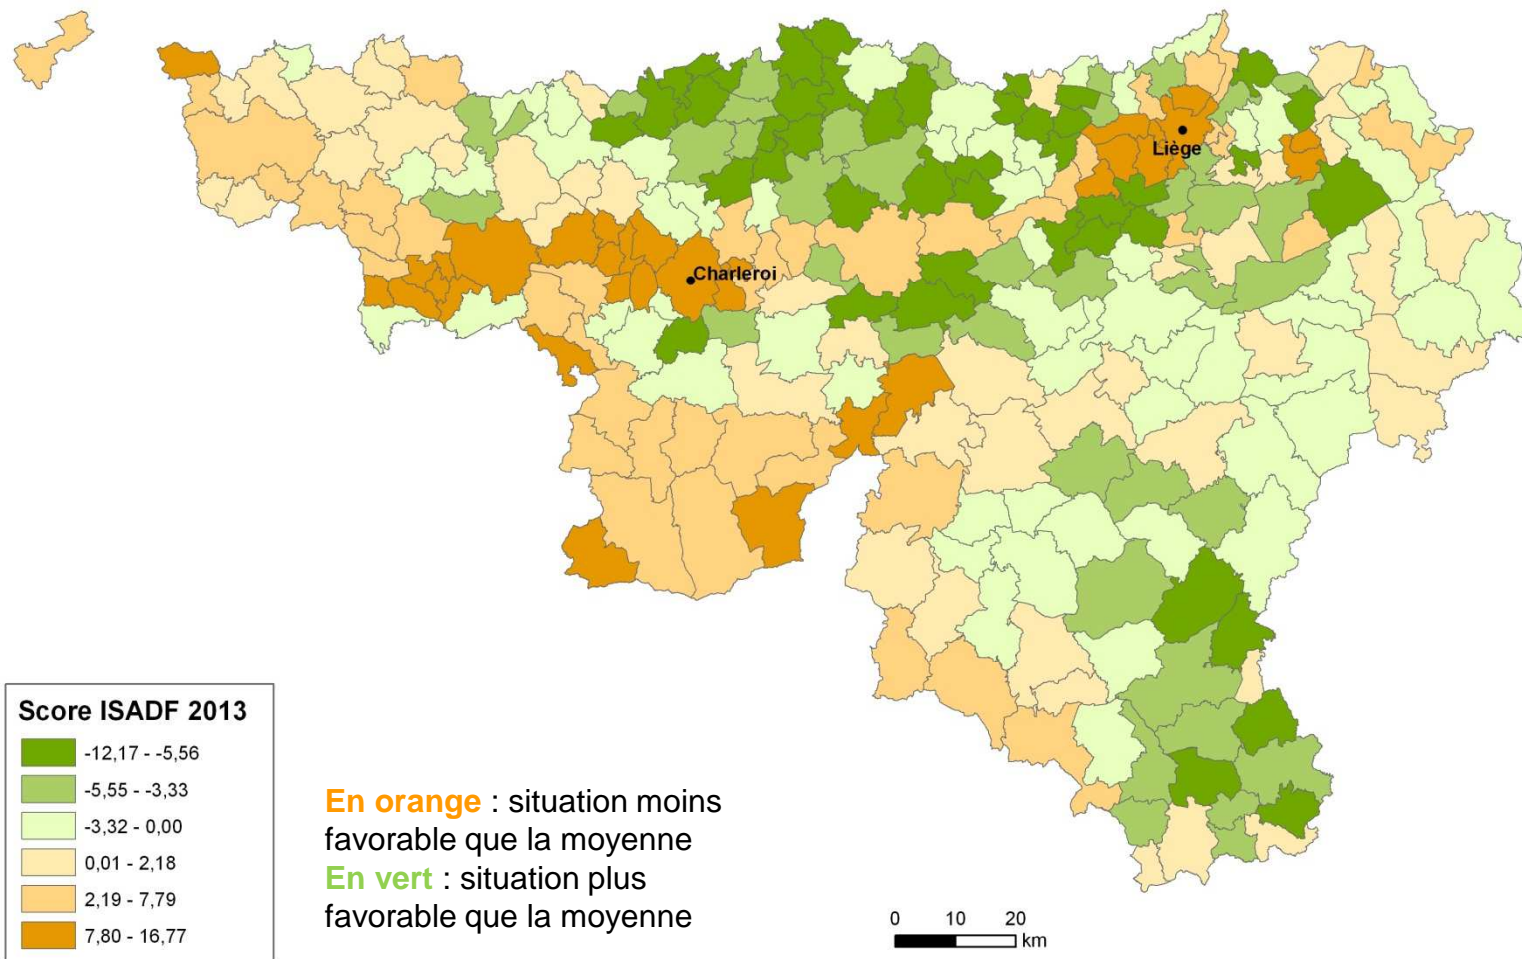 Liège
Charleroi
Score ISADF 2013
-12,17 - -5,56
-5,55 - -3,33
-3,32 - 0,00
0,01 - 2,18
2,19 - 7,79
7,80 - 16,77
En orange : situation moins
favorable que la moyenne
En vert : situation plus
favorable que la moyenne
0 10 20
km